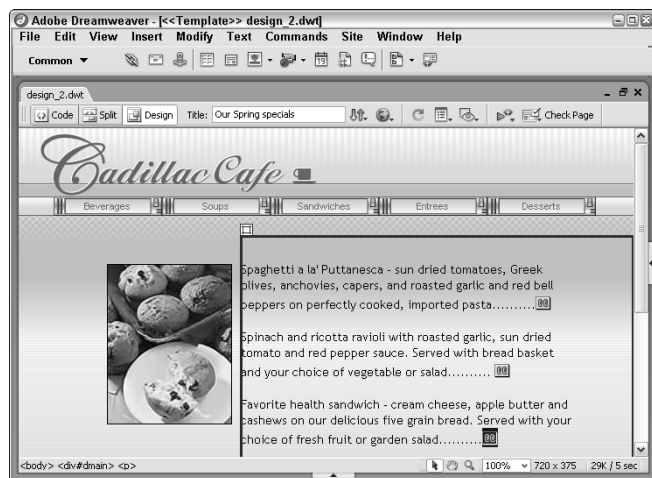 Adobe Dreamweaver - [<<Template>> design_2.dwt]
File Edit View Insert Modify Text Commands Site Window Help
Common
design_2.dwt
Code Split Design Title: Our Spring specials Check Page
Cadillac Cafe
Beverages Soups Sandwiches Entrees Desserts
Spaghetti a la' Puttanesca - sun dried tomatoes, Greek
olives, anchovies, capers, and roasted garlic and red bell
peppers on perfectly cooked, imported pasta..........@@
Spinach and ricotta ravioli with roasted garlic, sun dried
tomato and red pepper sauce. Served with bread basket
and your choice of vegetable or salad.......... @@
Favorite health sandwich - cream cheese, apple butter and
cashews on our delicious five grain bread. Served with your
choice of fresh fruit or garden salad..........@@
<body> <div#dmain> <p> 100% 720 x 375 29K / 5 sec